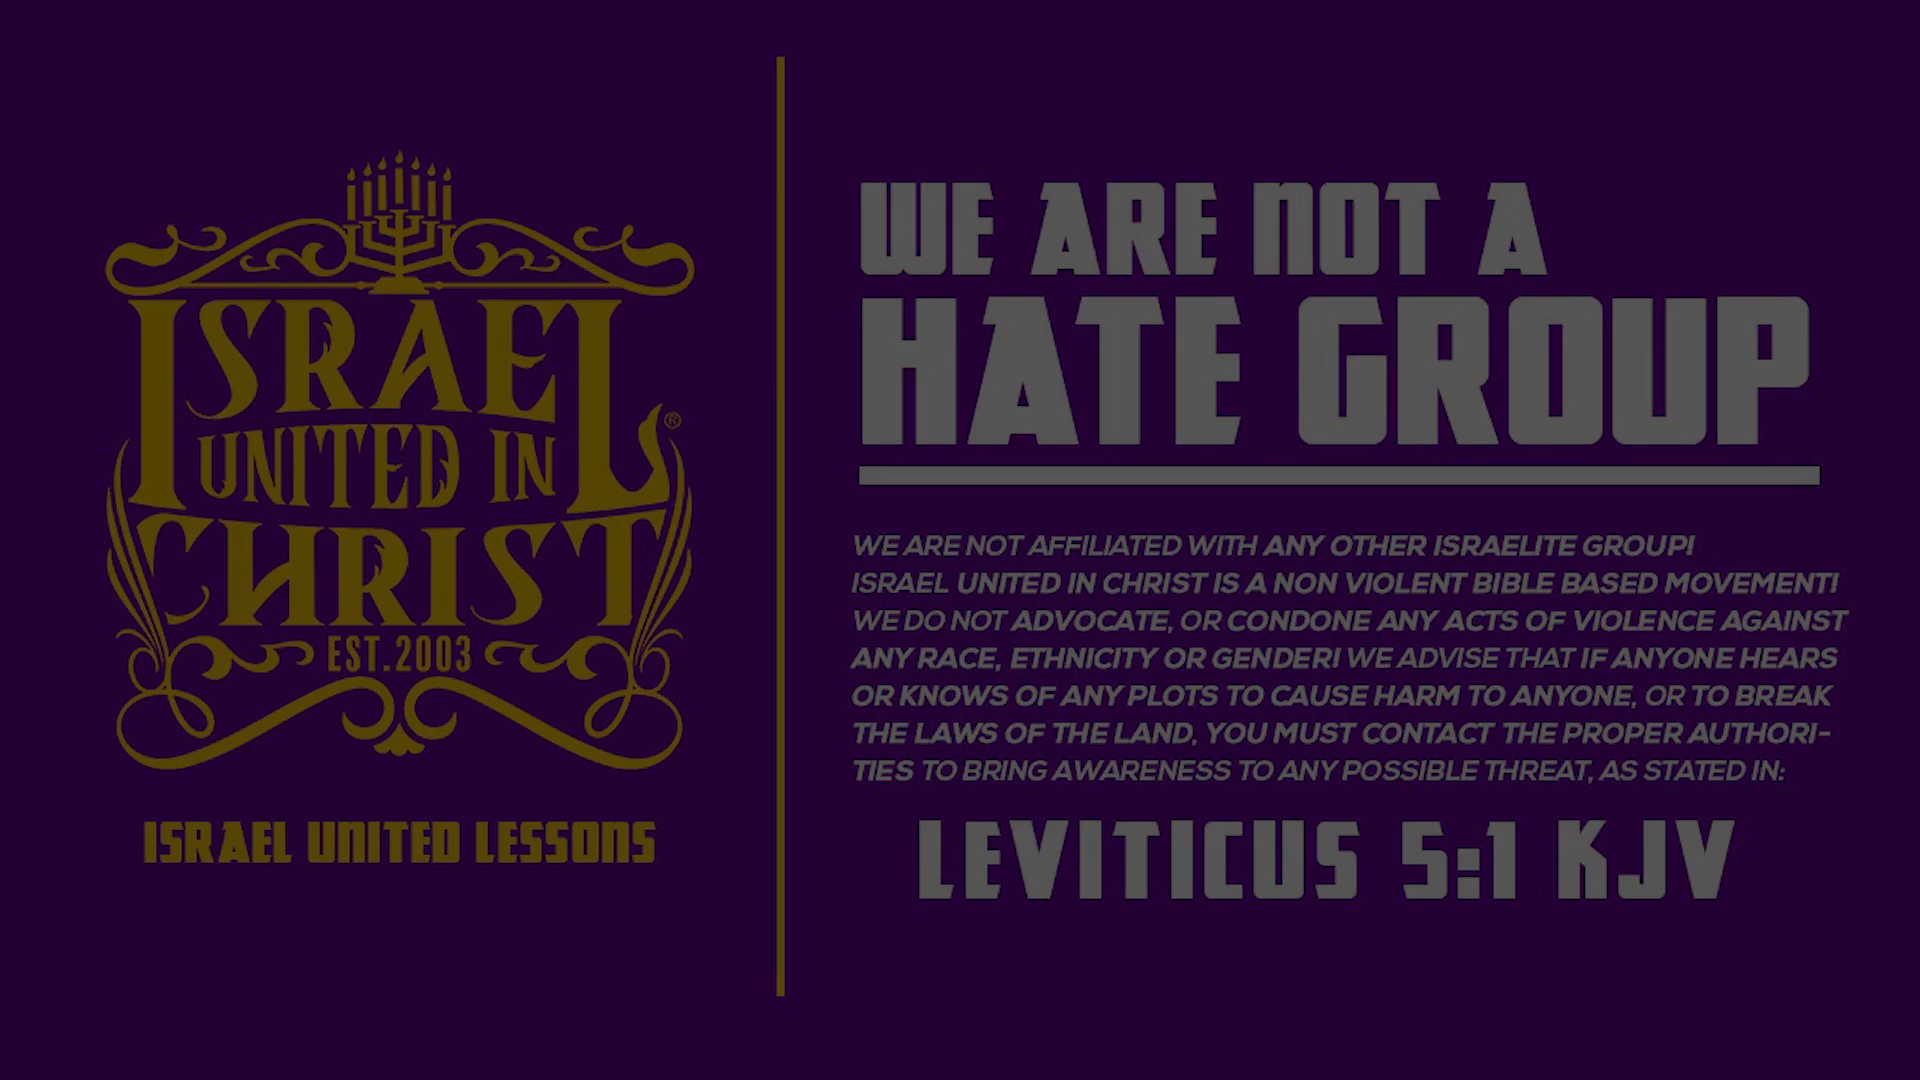 ISRAEL
UNITED IN
CHRIST
®
EST.2003
ISRAEL UNITED LESSONS
WE ARE NOT A
HATE GROUP
WE ARE NOT AFFILIATED WITH ANY OTHER ISRAELITE GROUP!
ISRAEL UNITED IN CHRIST IS A NON VIOLENT BIBLE BASED MOVEMENT!
WE DO NOT ADVOCATE, OR CONDONE ANY ACTS OF VIOLENCE AGAINST
ANY RACE, ETHNICITY OR GENDER! WE ADVISE THAT IF ANYONE HEARS
OR KNOWS OF ANY PLOTS TO CAUSE HARM TO ANYONE, OR TO BREAK
THE LAWS OF THE LAND, YOU MUST CONTACT THE PROPER AUTHORI-
TIES TO BRING AWARENESS TO ANY POSSIBLE THREAT, AS STATED IN:
LEVITICUS 5:1 KJV